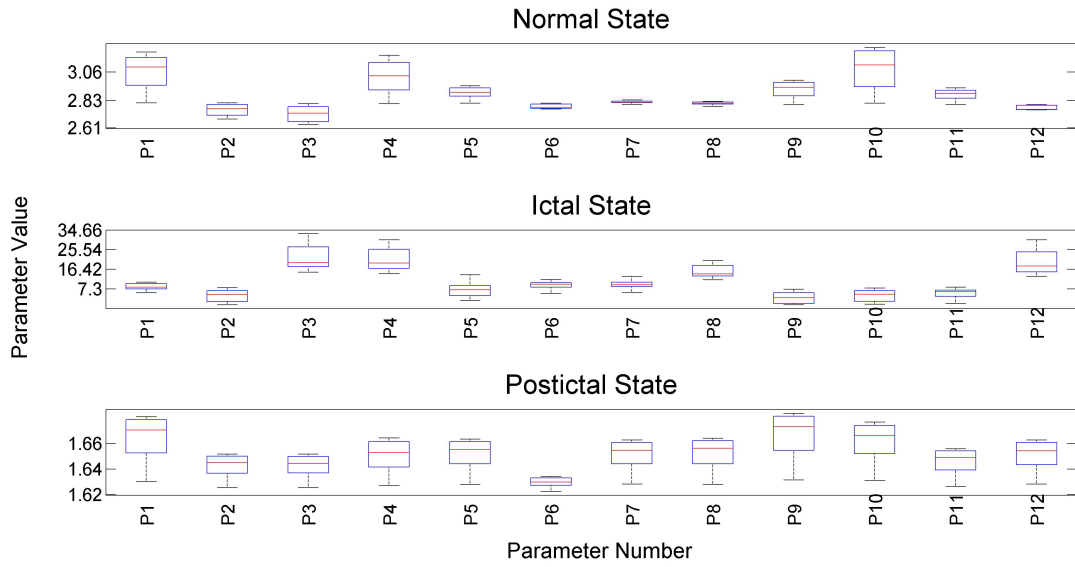 Normal State
3.06
2.83
2.61
P1 P2 P3 P4 P5 P6 P7 P8 P9 P10 P11 P12
Parameter Value
Ictal State
34.66
25.54
16.42
7.3
P1 P2 P3 P4 P5 P6 P7 P8 P9 P10 P11 P12
Postictal State
1.66
1.64
1.62
P1 P2 P3 P4 P5 P6 P7 P8 P9 P10 P11 P12
Parameter Number